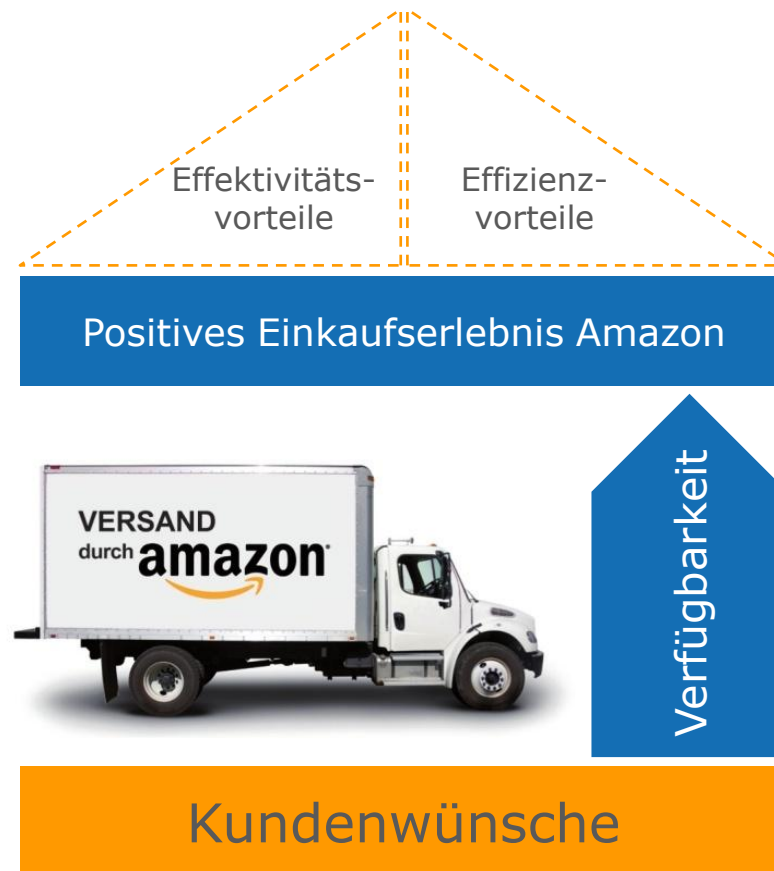 Effektivitäts-
vorteile
Effizienz-
vorteile
Positives Einkaufserlebnis Amazon
VERSAND
durch amazon
Verfügbarkeit
Kundenwünsche